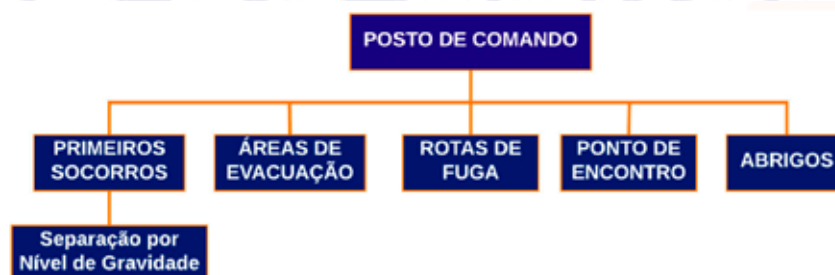 POSTO DE COMANDO
PRIMEIROS
SOCORROS
ÁREAS DE
EVACUAÇÃO
ROTAS DE
FUGA
PONTO DE
ENCONTRO
ABRIGOS
Separação por
Nível de Gravidade